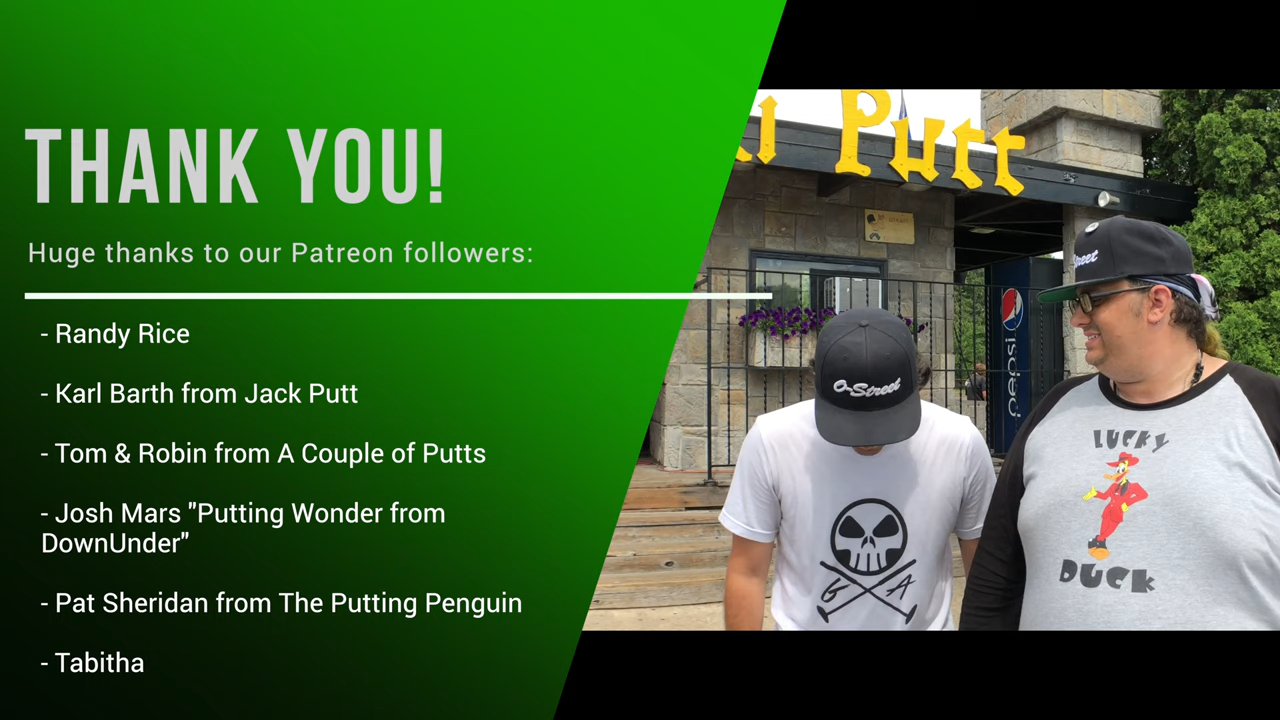 THANK YOU!
Huge thanks to our Patreon followers:
- Randy Rice
- Karl Barth from Jack Putt
- Tom & Robin from A Couple of Putts
- Josh Mars "Putting Wonder from
DownUnder"
- Pat Sheridan from The Putting Penguin
- Tabitha
Putt
pepsi
O-Street
G A
LUCKY
DUCK